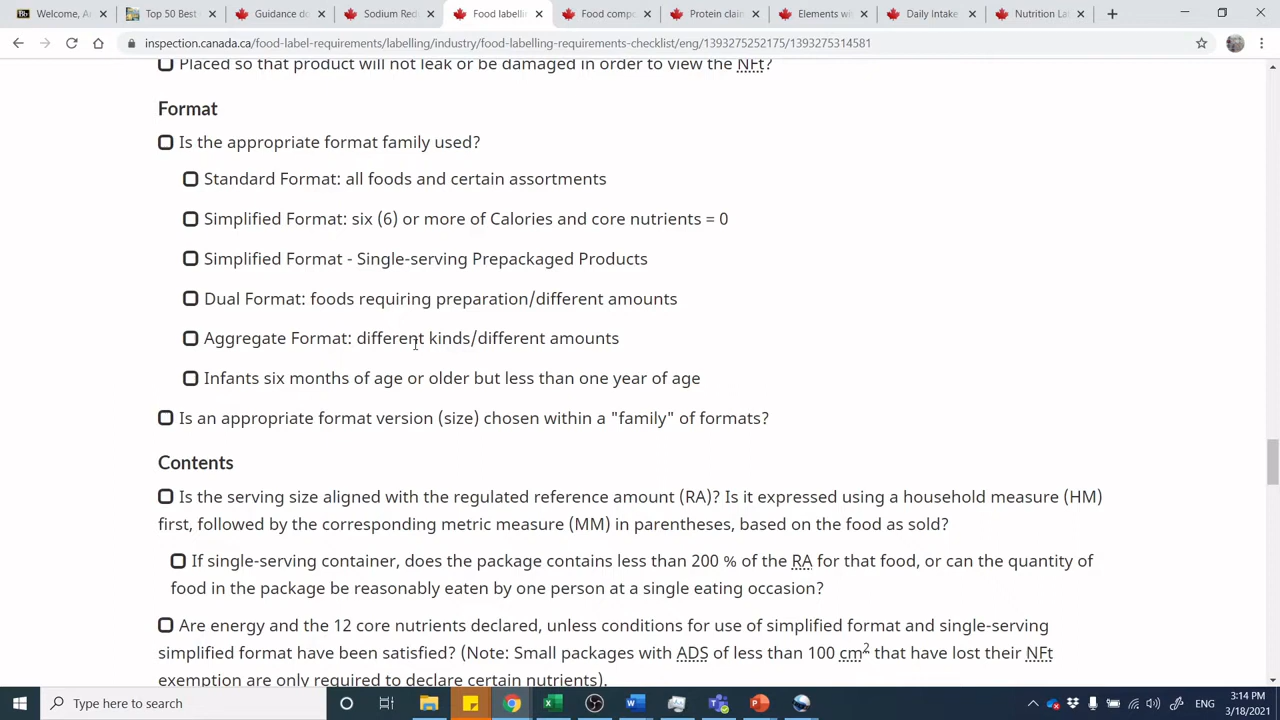 Welcome, A
Top 50 Best
Guidance do
Sodium Red
Food labelli
Food compo
Protein clai
Elements wi
Daily Intake
Nutrition La
inspection.canada.ca/food-label-requirements/labelling/industry/food-labelling-requirements-checklist/eng/1393275252175/1393275314581
Placed so that product will not leak or be damaged in order to view the NFt?
Format
Is the appropriate format family used?
Standard Format: all foods and certain assortments
Simplified Format: six (6) or more of Calories and core nutrients = 0
Simplified Format - Single-serving Prepackaged Products
Dual Format: foods requiring preparation/different amounts
Aggregate Format: different kinds/different amounts
Infants six months of age or older but less than one year of age
Is an appropriate format version (size) chosen within a "family" of formats?
Contents
Is the serving size aligned with the regulated reference amount (RA)? Is it expressed using a household measure (HM)
first, followed by the corresponding metric measure (MM) in parentheses, based on the food as sold?
If single-serving container, does the package contains less than 200 % of the RA for that food, or can the quantity of
food in the package be reasonably eaten by one person at a single eating occasion?
Are energy and the 12 core nutrients declared, unless conditions for use of simplified format and single-serving
simplified format have been satisfied? (Note: Small packages with ADS of less than 100 cm² that have lost their NFt
exemption are only required to declare certain nutrients).
Type here to search
ENG
3:14 PM
3/18/2021